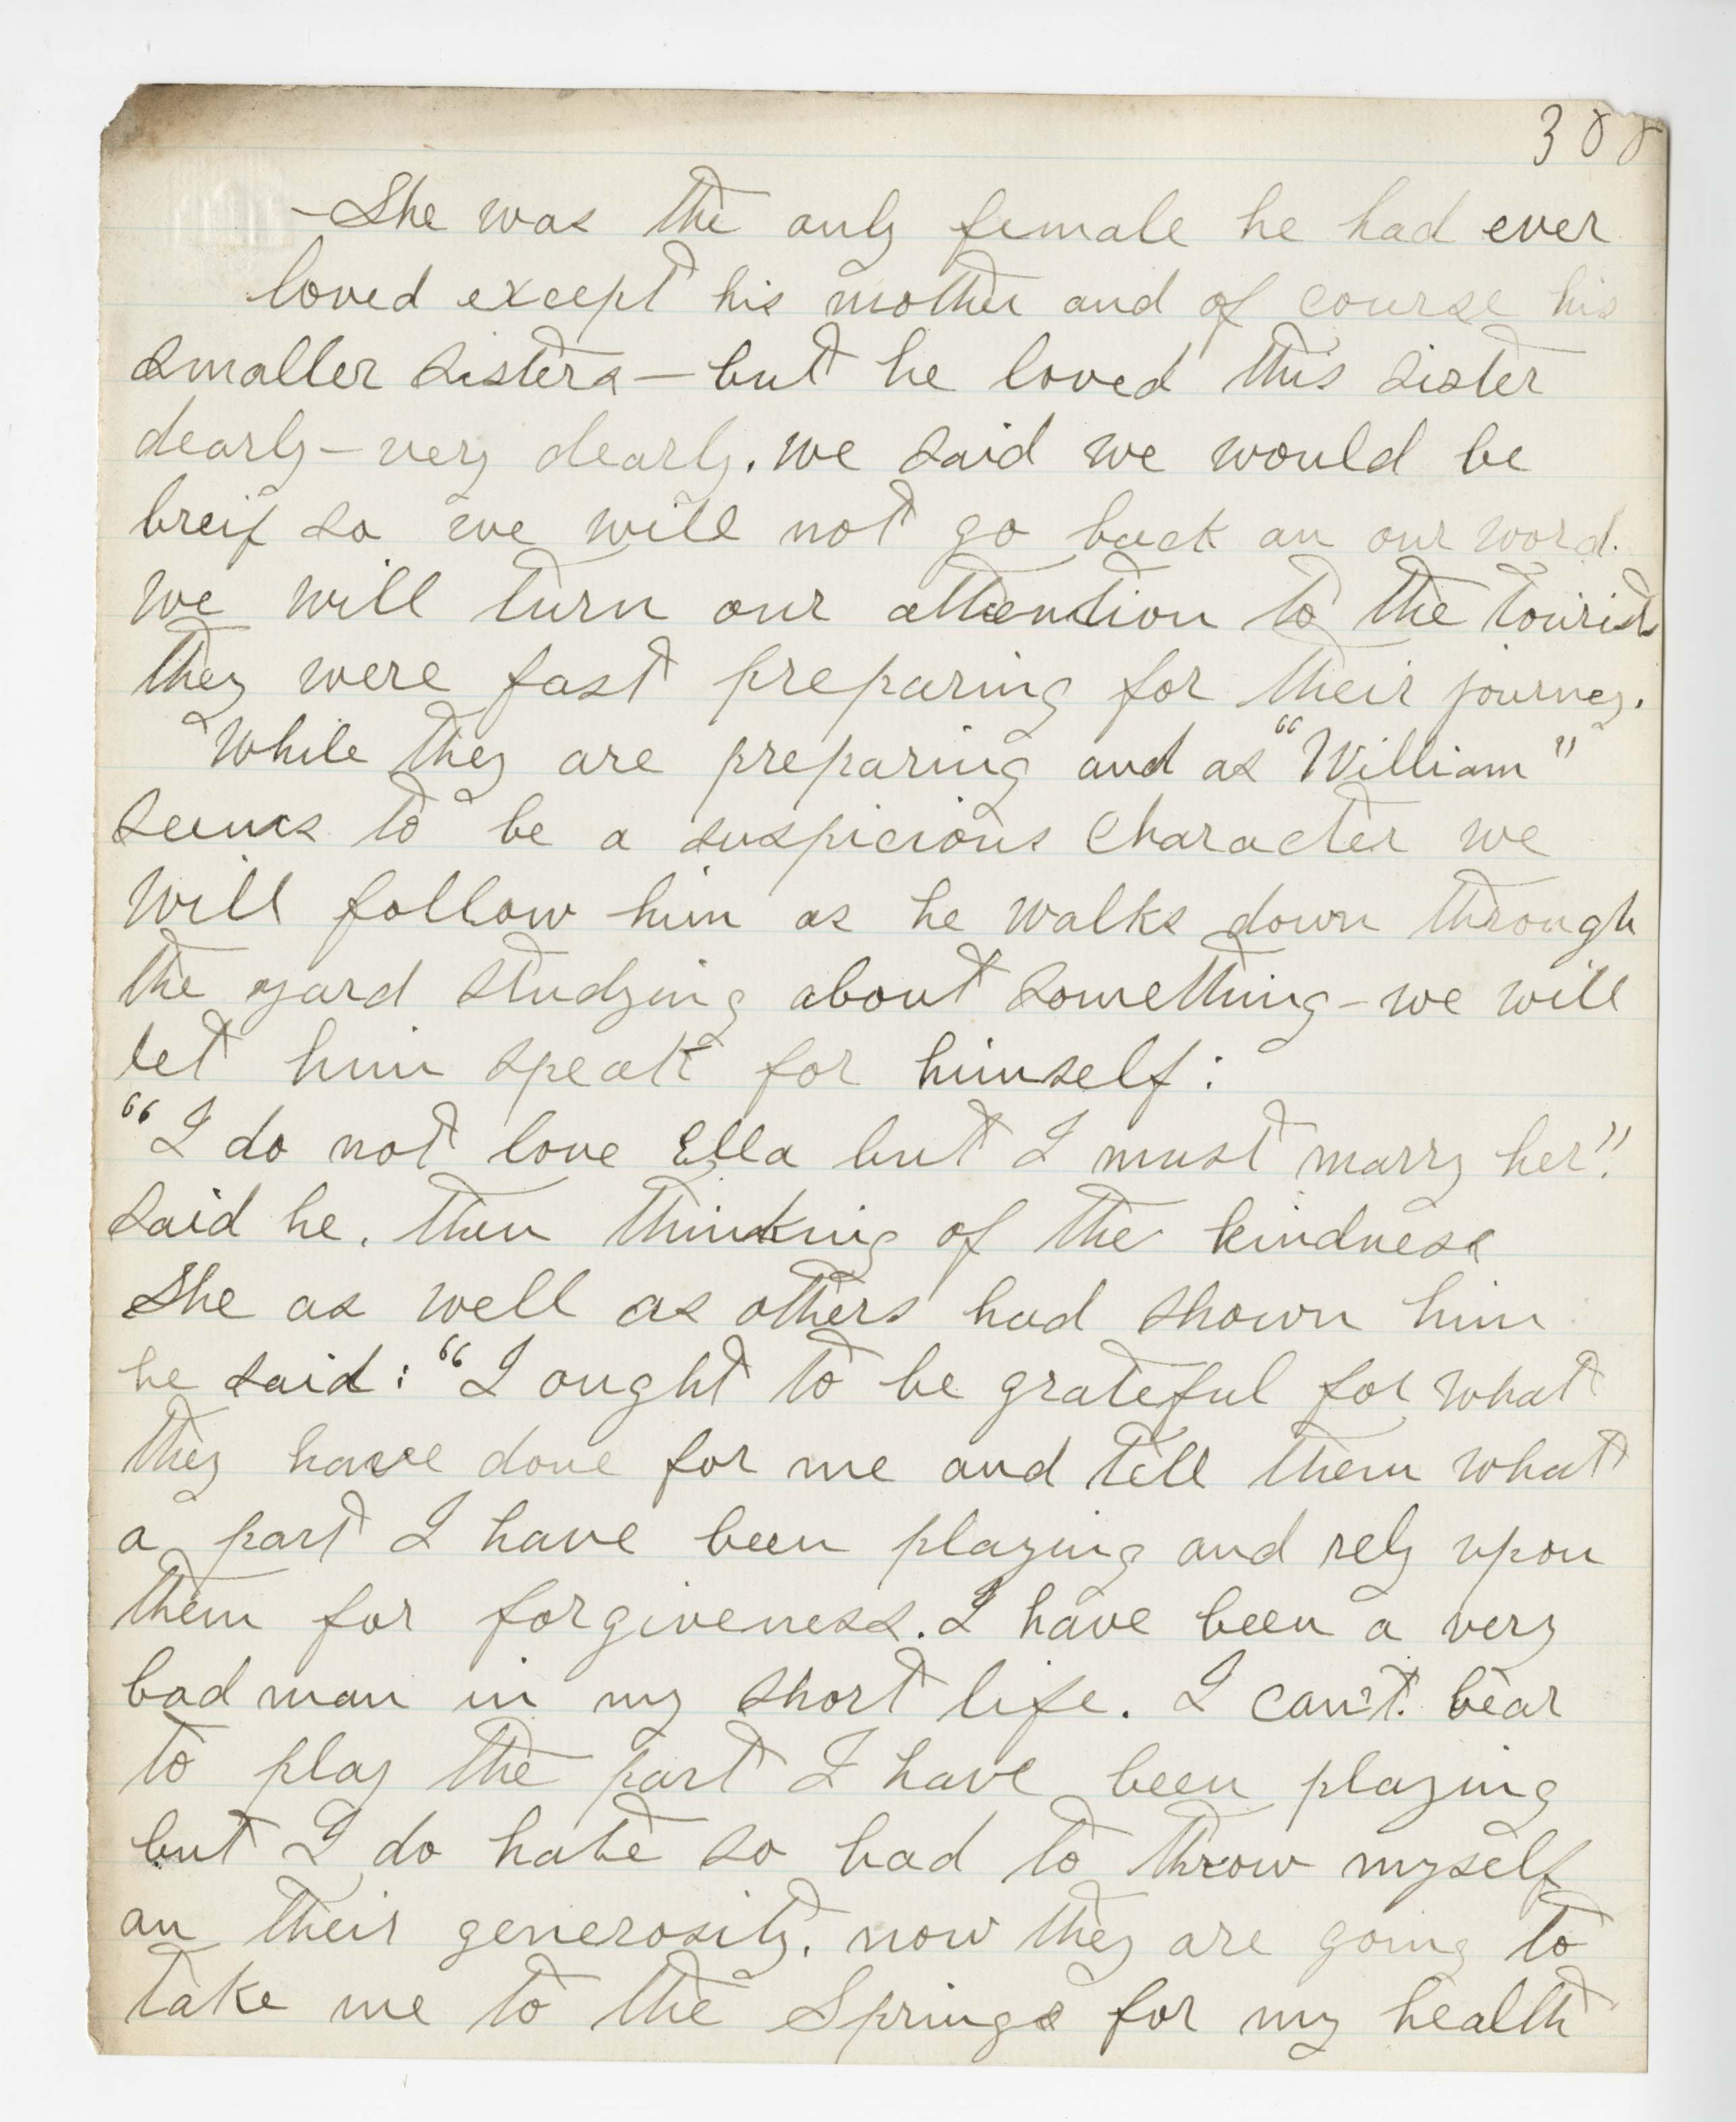 388
-She was the only female he had ever
loved except his mother and of course his
smaller sisters—but he loved this sister
dearly—very dearly. we said we would be
breif so we will not go back on our word.
We will turn our attention to the tourists
they were fast preparing for their journey.
While they are preparing and as "William"
seems to be a suspicious character we
will follow him as he walks down through
the yard studying about something—we will
let him speak for himself:
"I do not love Ella but I must marry her".
said he. then thinking of the kindness
She as well as others had shown him
he said: "I ought to be grateful for what
they have done for me and tell them what
a part I have been playing and rely upon
them for forgiveness. I have been a very
bad man in my short life. I can't bear
to play the part I have been playing
but I do hate so bad to throw myself
on their generosity. now they are going to
take me to the Springs for my health